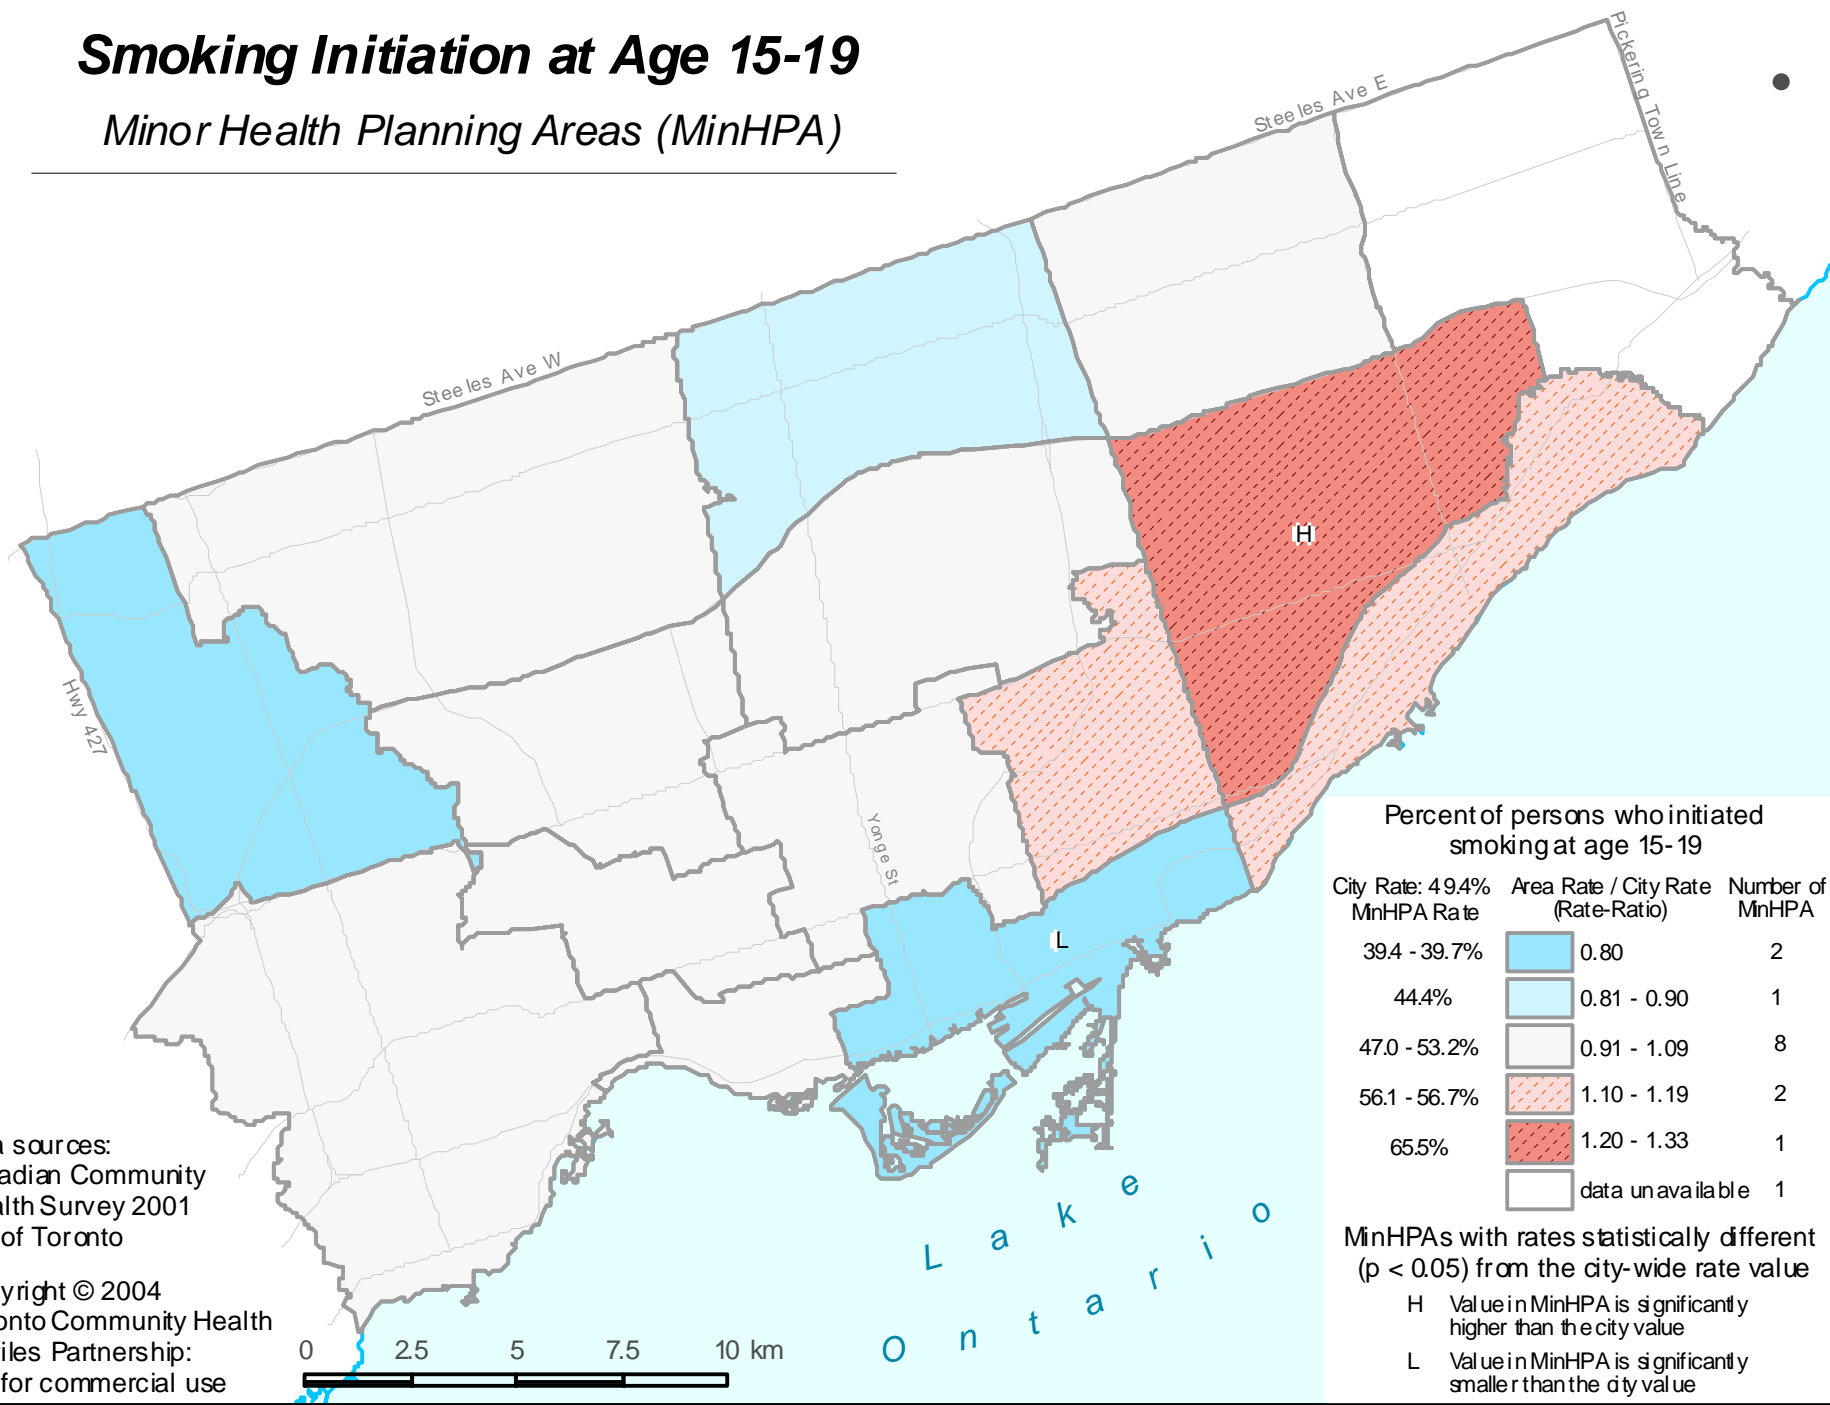 Smoking Initiation at Age 15-19
Minor Health Planning Areas (MinHPA)
Steeles Ave E
Pickering Town Line
Steeles Ave W
Hwy 427
Yonge St
H
L
Lake
Ontario
a sources:
adian Community
alth Survey 2001
of Toronto
yright © 2004
onto Community Health
files Partnership:
for commercial use
0 2.5 5 7.5 10 km
Percent of persons who initiated
smoking at age 15-19
City Rate: 49.4% Area Rate / City Rate Number of
MinHPA Rate (Rate-Ratio) MinHPA
39.4 - 39.7% 0.80 2
44.4% 0.81 - 0.90 1
47.0 - 53.2% 0.91 - 1.09 8
56.1 - 56.7% 1.10 - 1.19 2
65.5% 1.20 - 1.33 1
data unavailable 1
MinHPAs with rates statistically different
(p < 0.05) from the city-wide rate value
H Value in MinHPA is significantly
higher than the city value
L Value in MinHPA is significantly
smaller than the city value